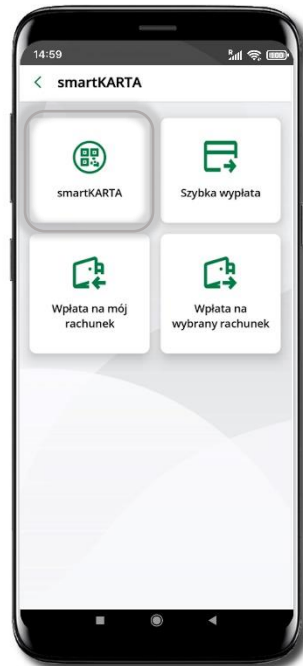 14:59
smartKARTA
smartKARTA
Szybka wypłata
Wpłata na mój
rachunek
Wpłata na
wybrany rachunek